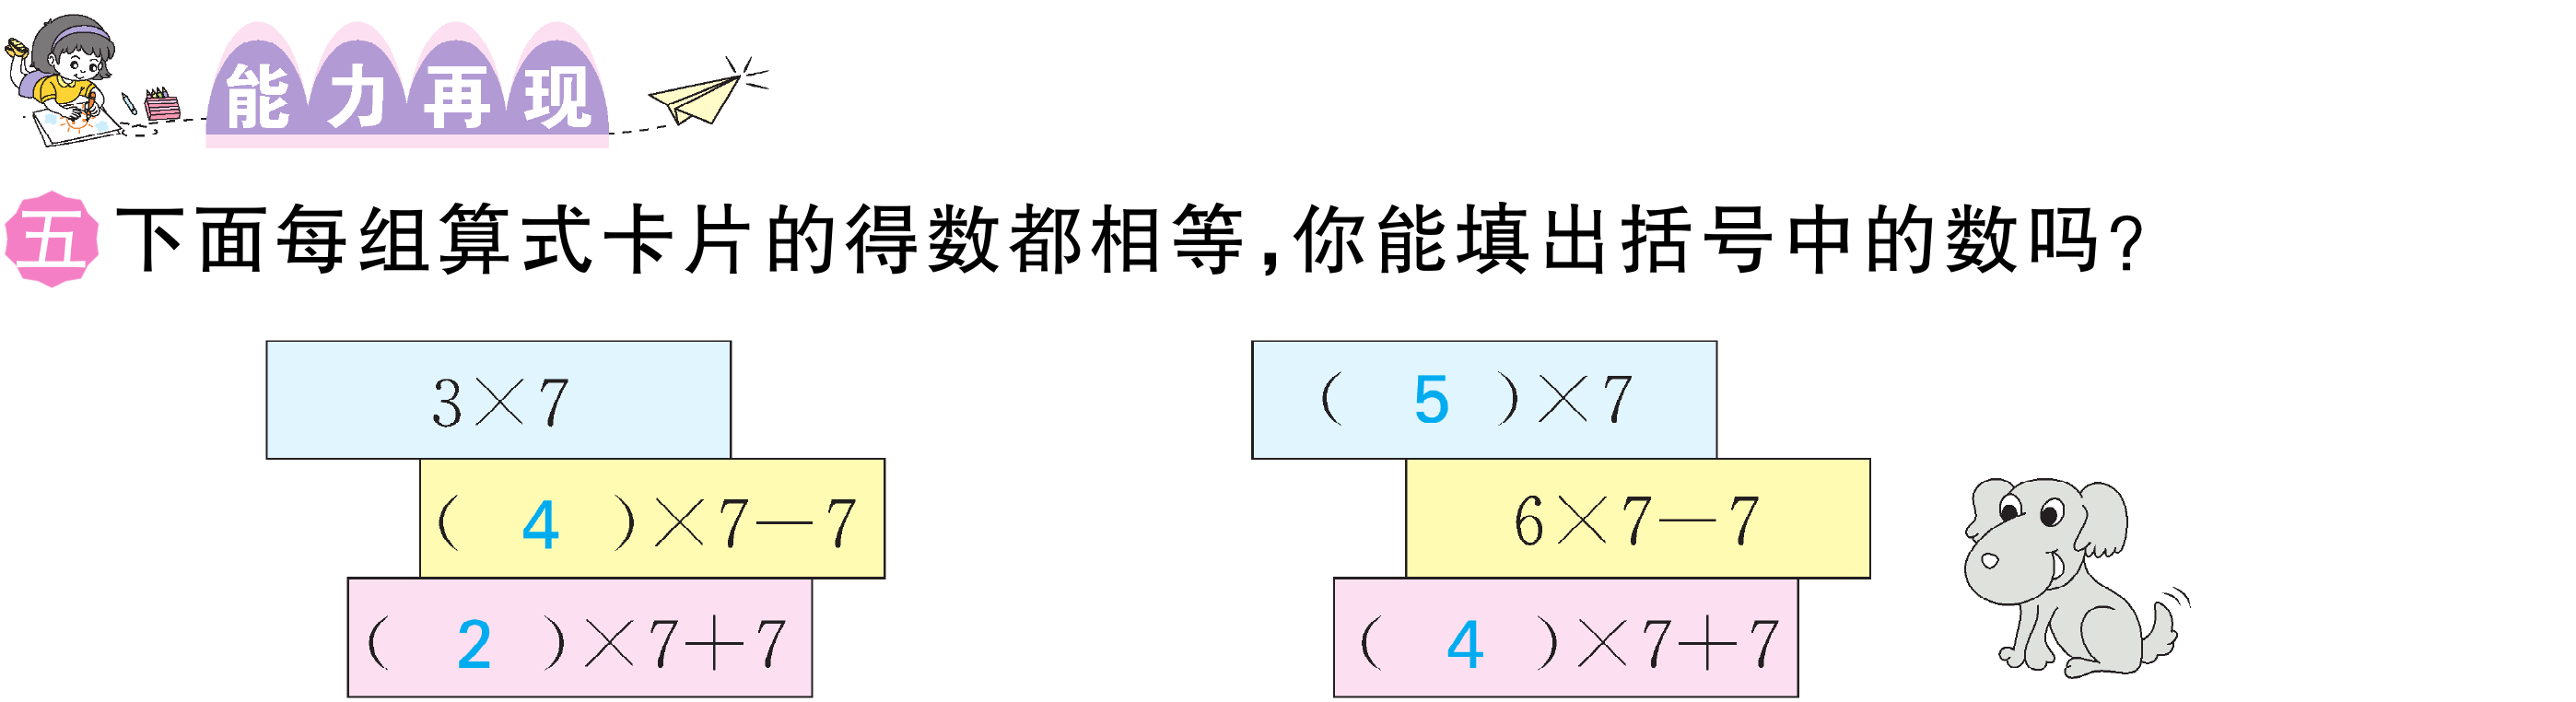 能力再现
五 下面每组算式卡片的得数都相等,你能填出括号中的数吗?
3×7
( 4 )×7-7
( 2 )×7+7
( 5 )×7
6×7-7
( 4 )×7+7